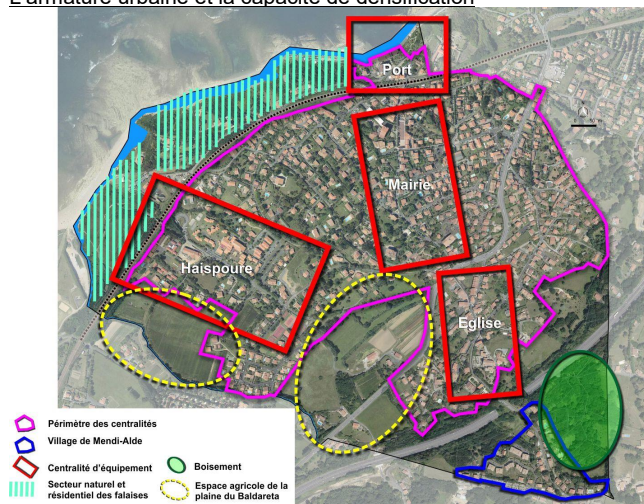 L'armature urbaine et la capacité de densification
Port
Mairie
Haispoure
Eglise
Périmètre des centralités
Village de Mendi-Alde
Centralité d'équipement
Boisement
Secteur naturel et
résidentiel des falaises
Espace agricole de la
plaine du Baldareta